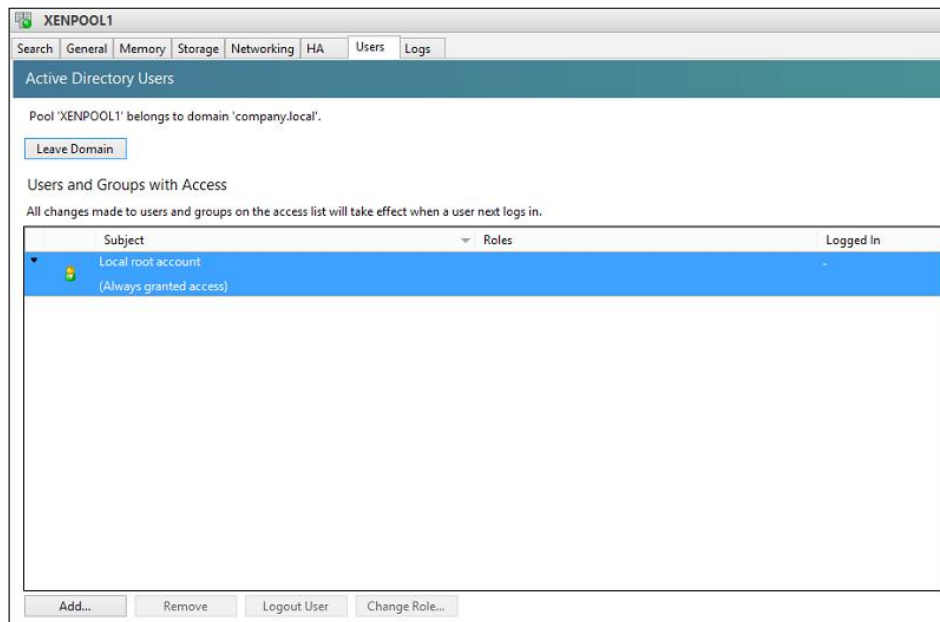 XENPOOL1
Search General Memory Storage Networking HA Users Logs
Active Directory Users
Pool 'XENPOOL1' belongs to domain 'company.local'.
Leave Domain
Users and Groups with Access
All changes made to users and groups on the access list will take effect when a user next logs in.
Subject Roles Logged In
Local root account -
(Always granted access)
Add... Remove Logout User Change Role...